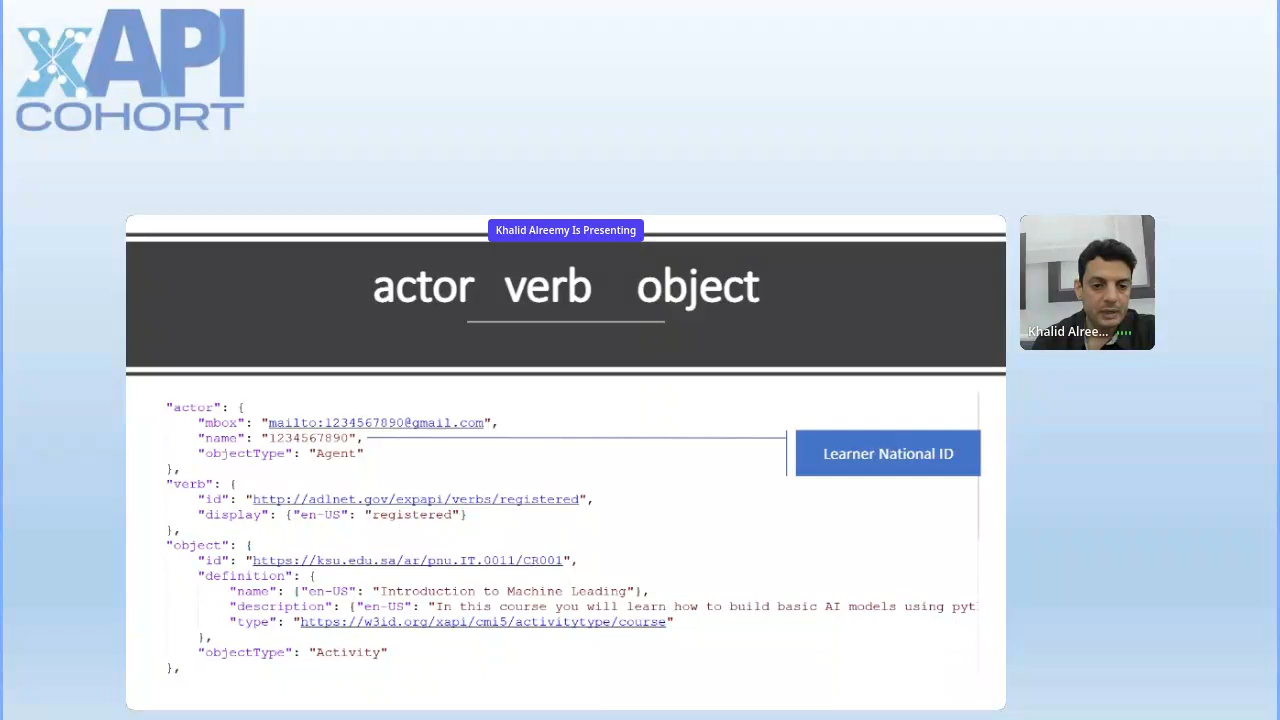 xAPI
COHORT
Khalid Alreemy Is Presenting
actor verb object
"actor": {
"mbox": "mailto:1234567890@gmail.com",
"name": "1234567890",
"objectType": "Agent"
},
"verb": {
"id": "http://adlnet.gov/expapi/verbs/registered",
"display": {"en-US": "registered"}
},
"object": {
"id": "https://ksu.edu.sa/ar/pnu.IT.0011/CR001",
"definition": {
"name": {"en-US": "Introduction to Machine Leading"},
"description": {"en-US": "In this course you will learn how to build basic AI models using pyt
"type": "https://w3id.org/xapi/cmi5/activitytype/course"
},
"objectType": "Activity"
},
Learner National ID
Khalid Alree...